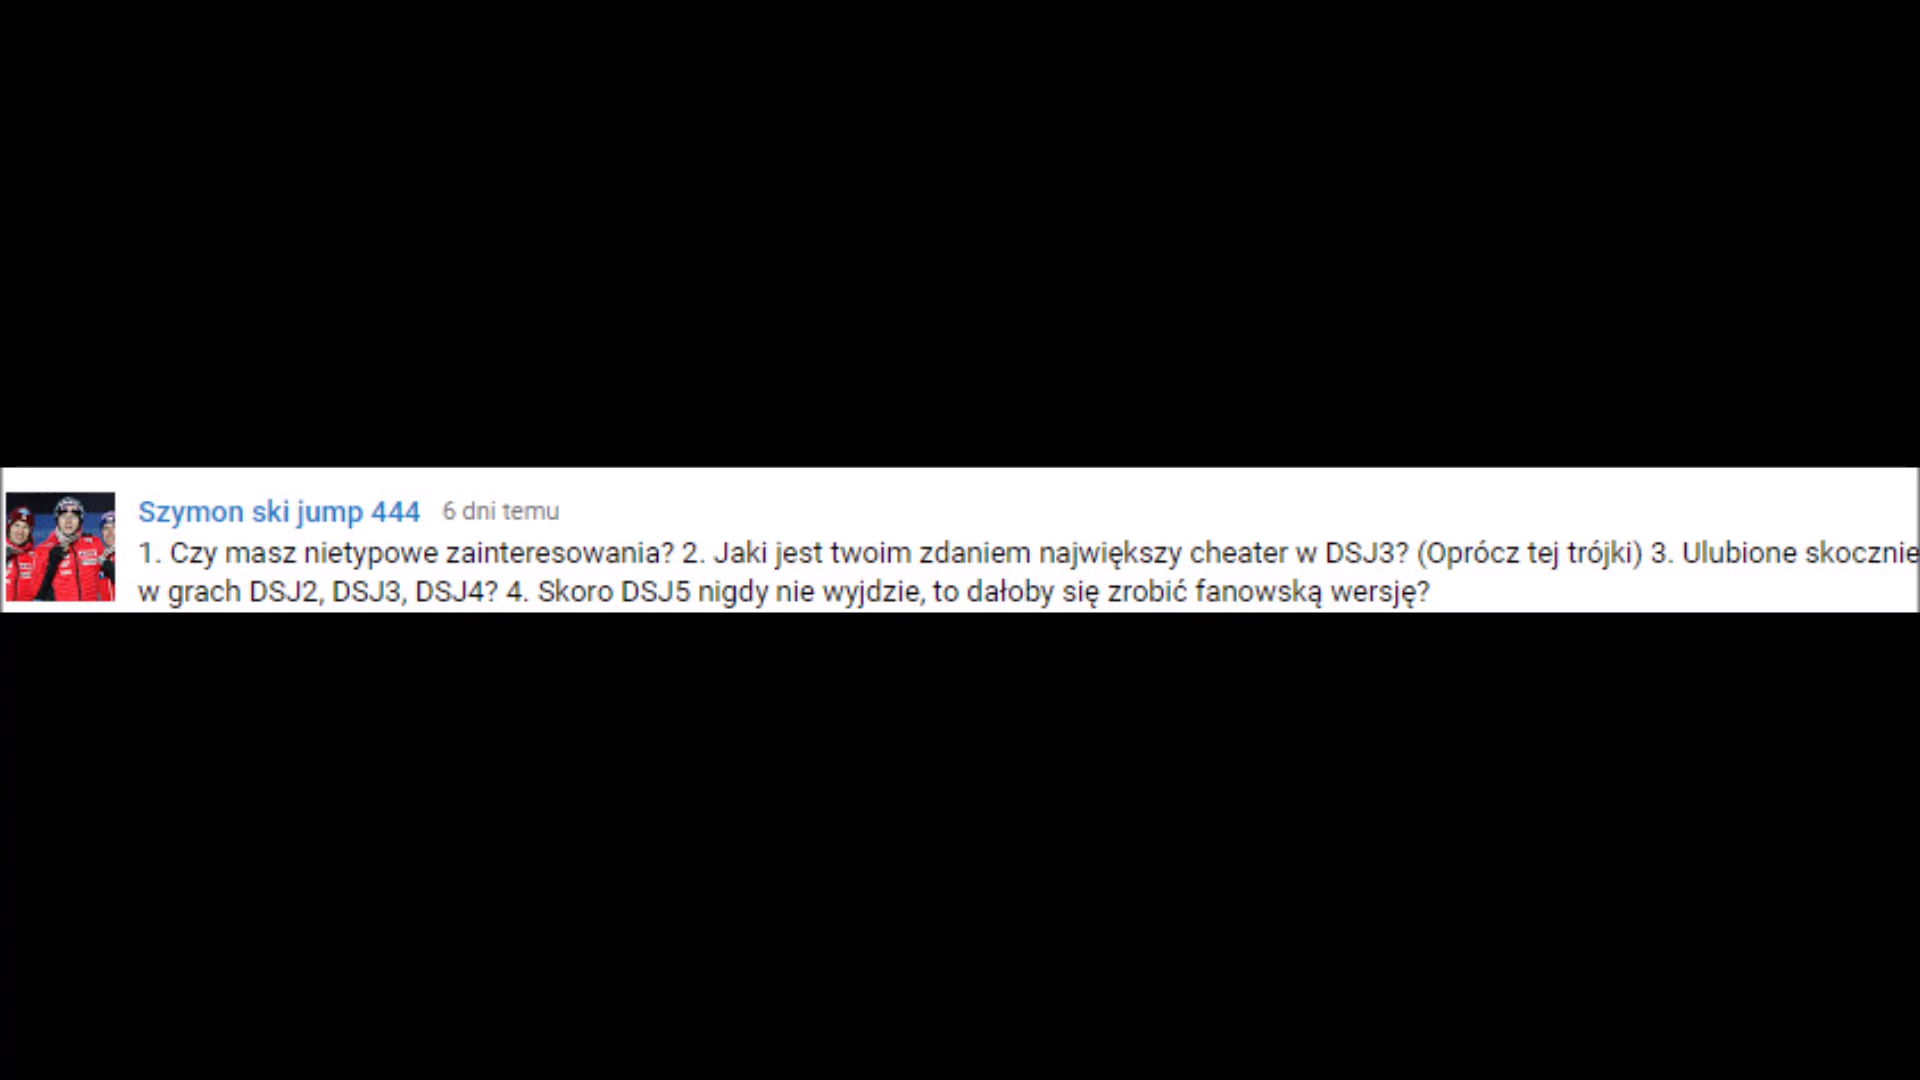 Szymon ski jump 444 6 dni temu
1. Czy masz nietypowe zainteresowania? 2. Jaki jest twoim zdaniem największy cheater w DSJ3? (Oprócz tej trójki) 3. Ulubione skocznie
w grach DSJ2, DSJ3, DSJ4? 4. Skoro DSJ5 nigdy nie wyjdzie, to dałoby się zrobić fanowską wersję?